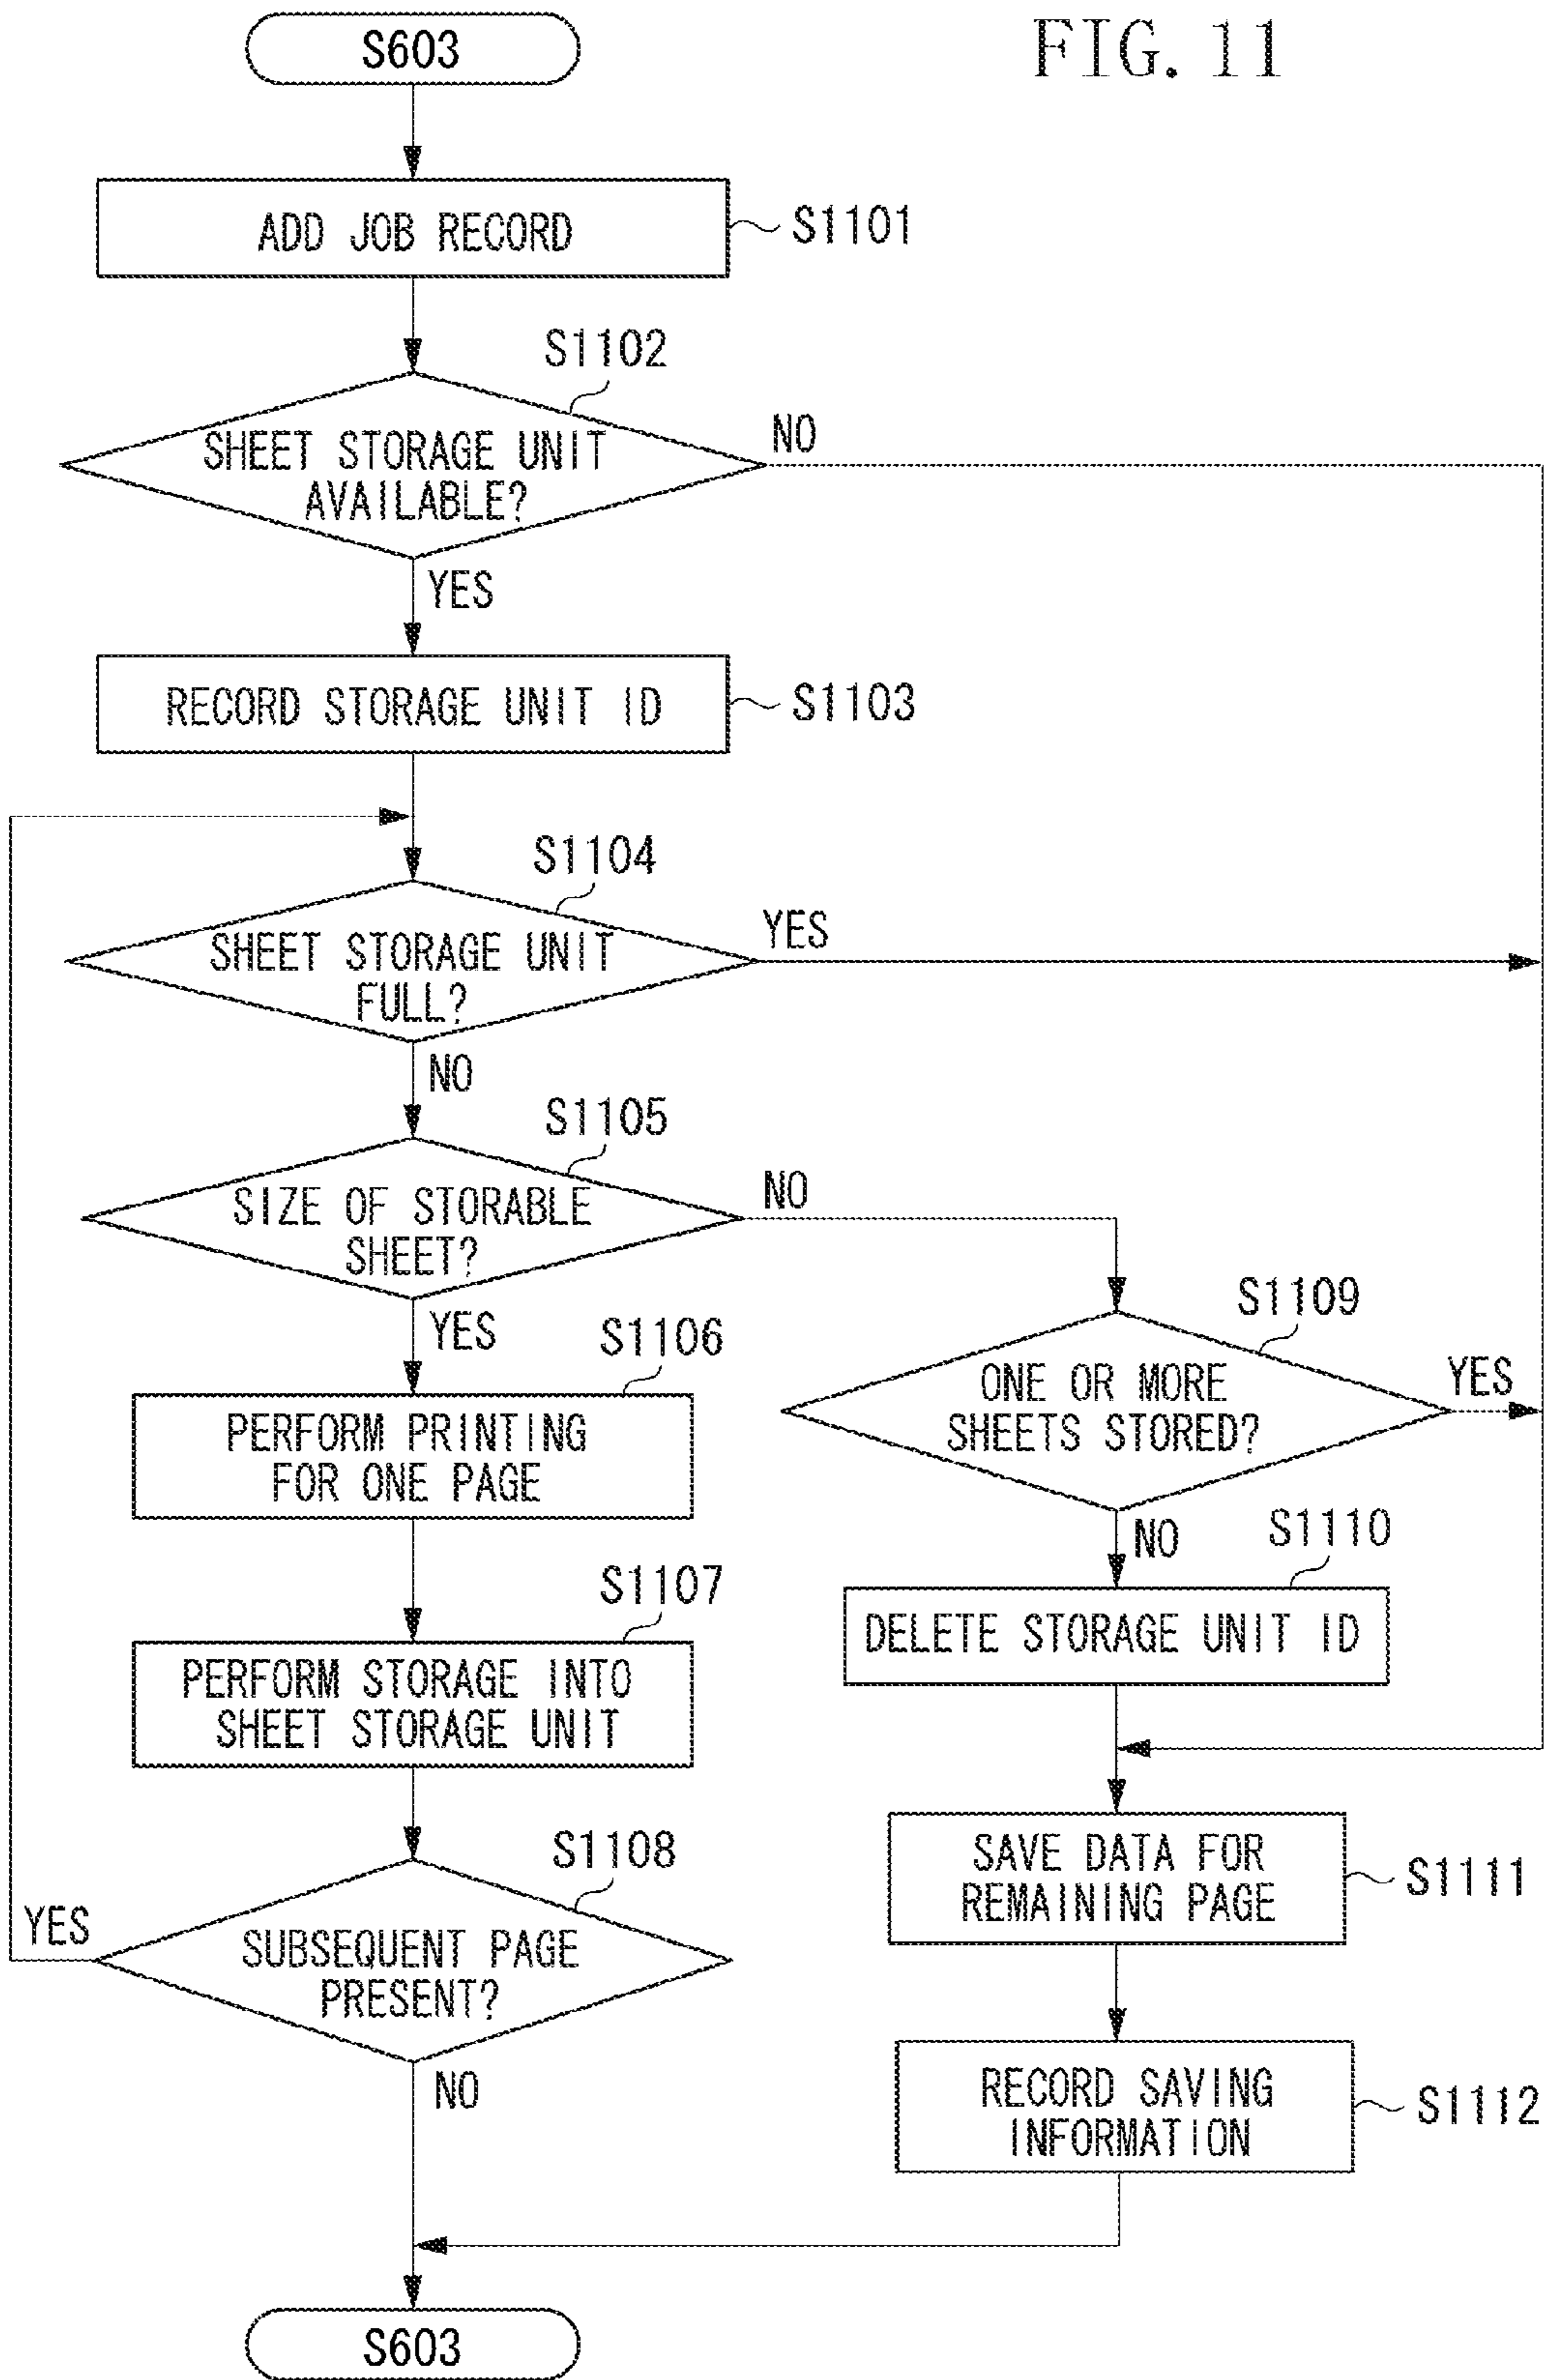 FIG. 11
S603
ADD JOB RECORD
S1101
S1102
SHEET STORAGE UNIT
AVAILABLE?
NO
YES
RECORD STORAGE UNIT ID
S1103
S1104
SHEET STORAGE UNIT
FULL?
YES
NO
S1105
SIZE OF STORABLE
SHEET?
NO
YES
S1106
PERFORM PRINTING
FOR ONE PAGE
S1107
PERFORM STORAGE INTO
SHEET STORAGE UNIT
S1108
SUBSEQUENT PAGE
PRESENT?
YES
NO
S1109
ONE OR MORE
SHEETS STORED?
YES
NO
S1110
DELETE STORAGE UNIT ID
SAVE DATA FOR
REMAINING PAGE
S1111
RECORD SAVING
INFORMATION
S1112
S603